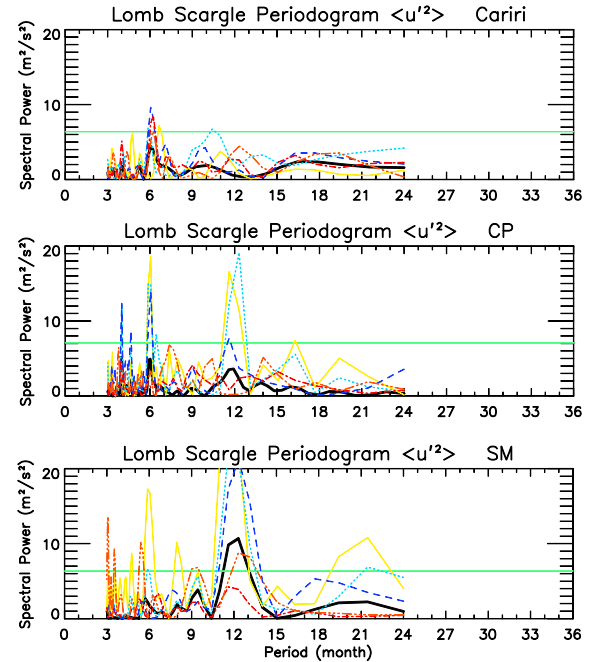 Lomb Scargle Periodogram <u'²> Cariri
Spectral Power (m²/s²)
20
10
0
0 3 6 9 12 15 18 21 24 27 30 33 36
Lomb Scargle Periodogram <u'²> CP
Spectral Power (m²/s²)
20
10
0
0 3 6 9 12 15 18 21 24 27 30 33 36
Lomb Scargle Periodogram <u'²> SM
Spectral Power (m²/s²)
20
10
0
0 3 6 9 12 15 18 21 24 27 30 33 36
Period (month)